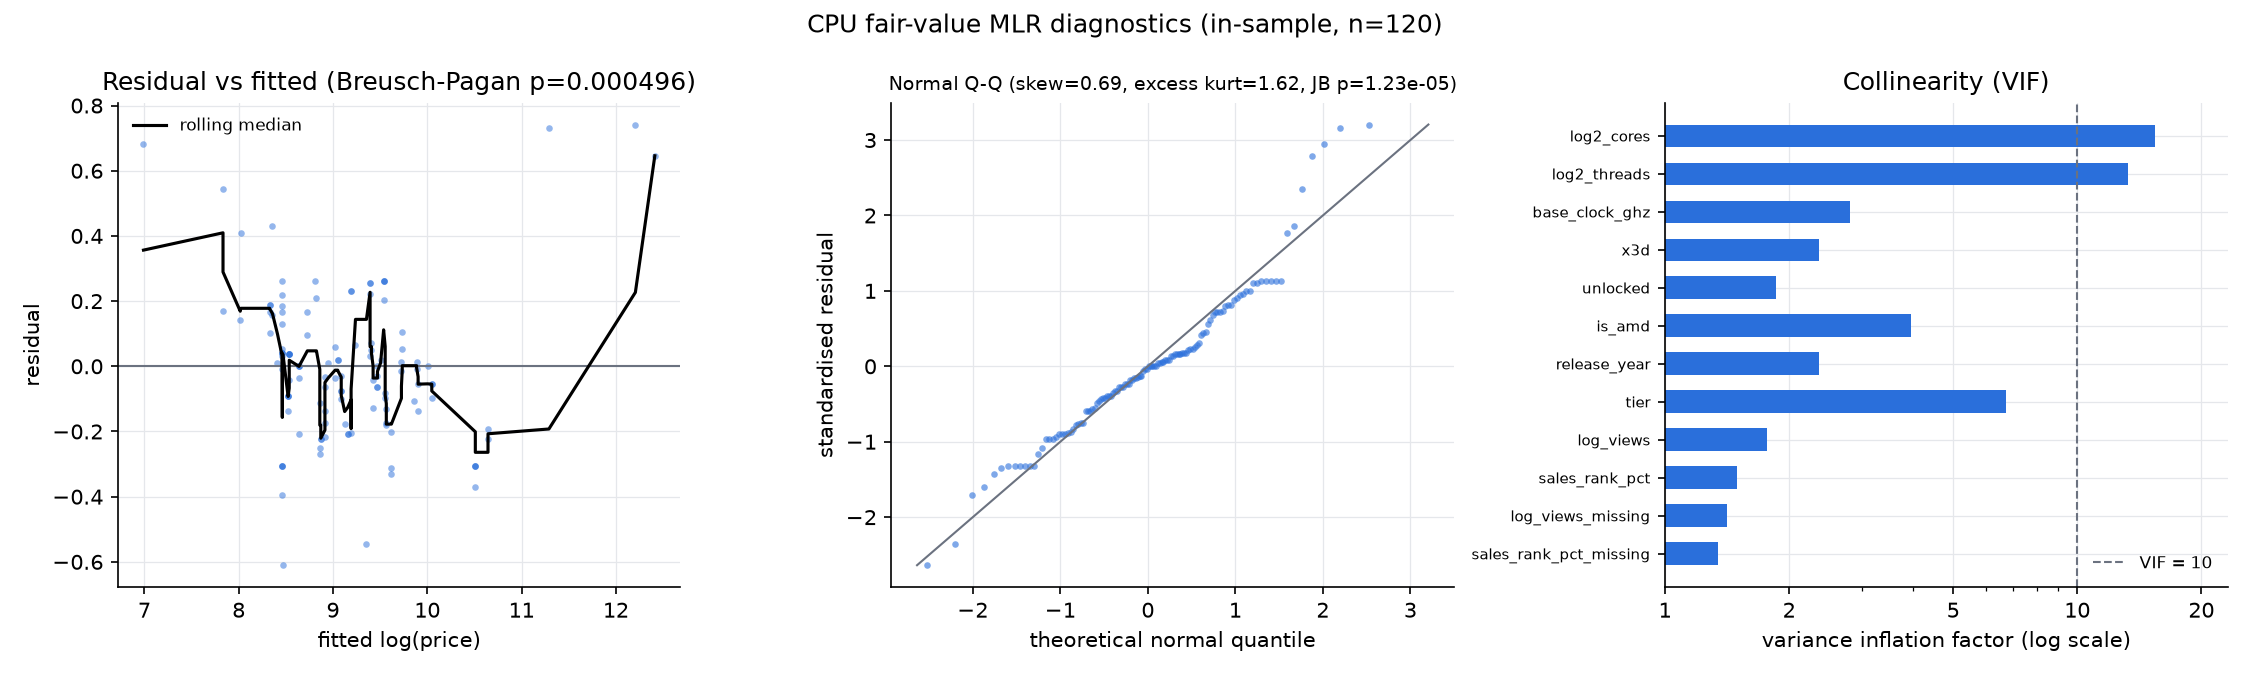 CPU fair-value MLR diagnostics (in-sample, n=120)
Residual vs fitted (Breusch-Pagan p=0.000496)
rolling median
0.8
0.6
0.4
0.2
0.0
−0.2
−0.4
−0.6
residual
7
8
9
10
11
12
fitted log(price)
Normal Q-Q (skew=0.69, excess kurt=1.62, JB p=1.23e-05)
3
2
1
0
−1
−2
standardised residual
−2
−1
0
1
2
3
theoretical normal quantile
Collinearity (VIF)
log2_cores
log2_threads
base_clock_ghz
x3d
unlocked
is_amd
release_year
tier
log_views
sales_rank_pct
log_views_missing
sales_rank_pct_missing
VIF = 10
1
2
5
10
20
variance inflation factor (log scale)